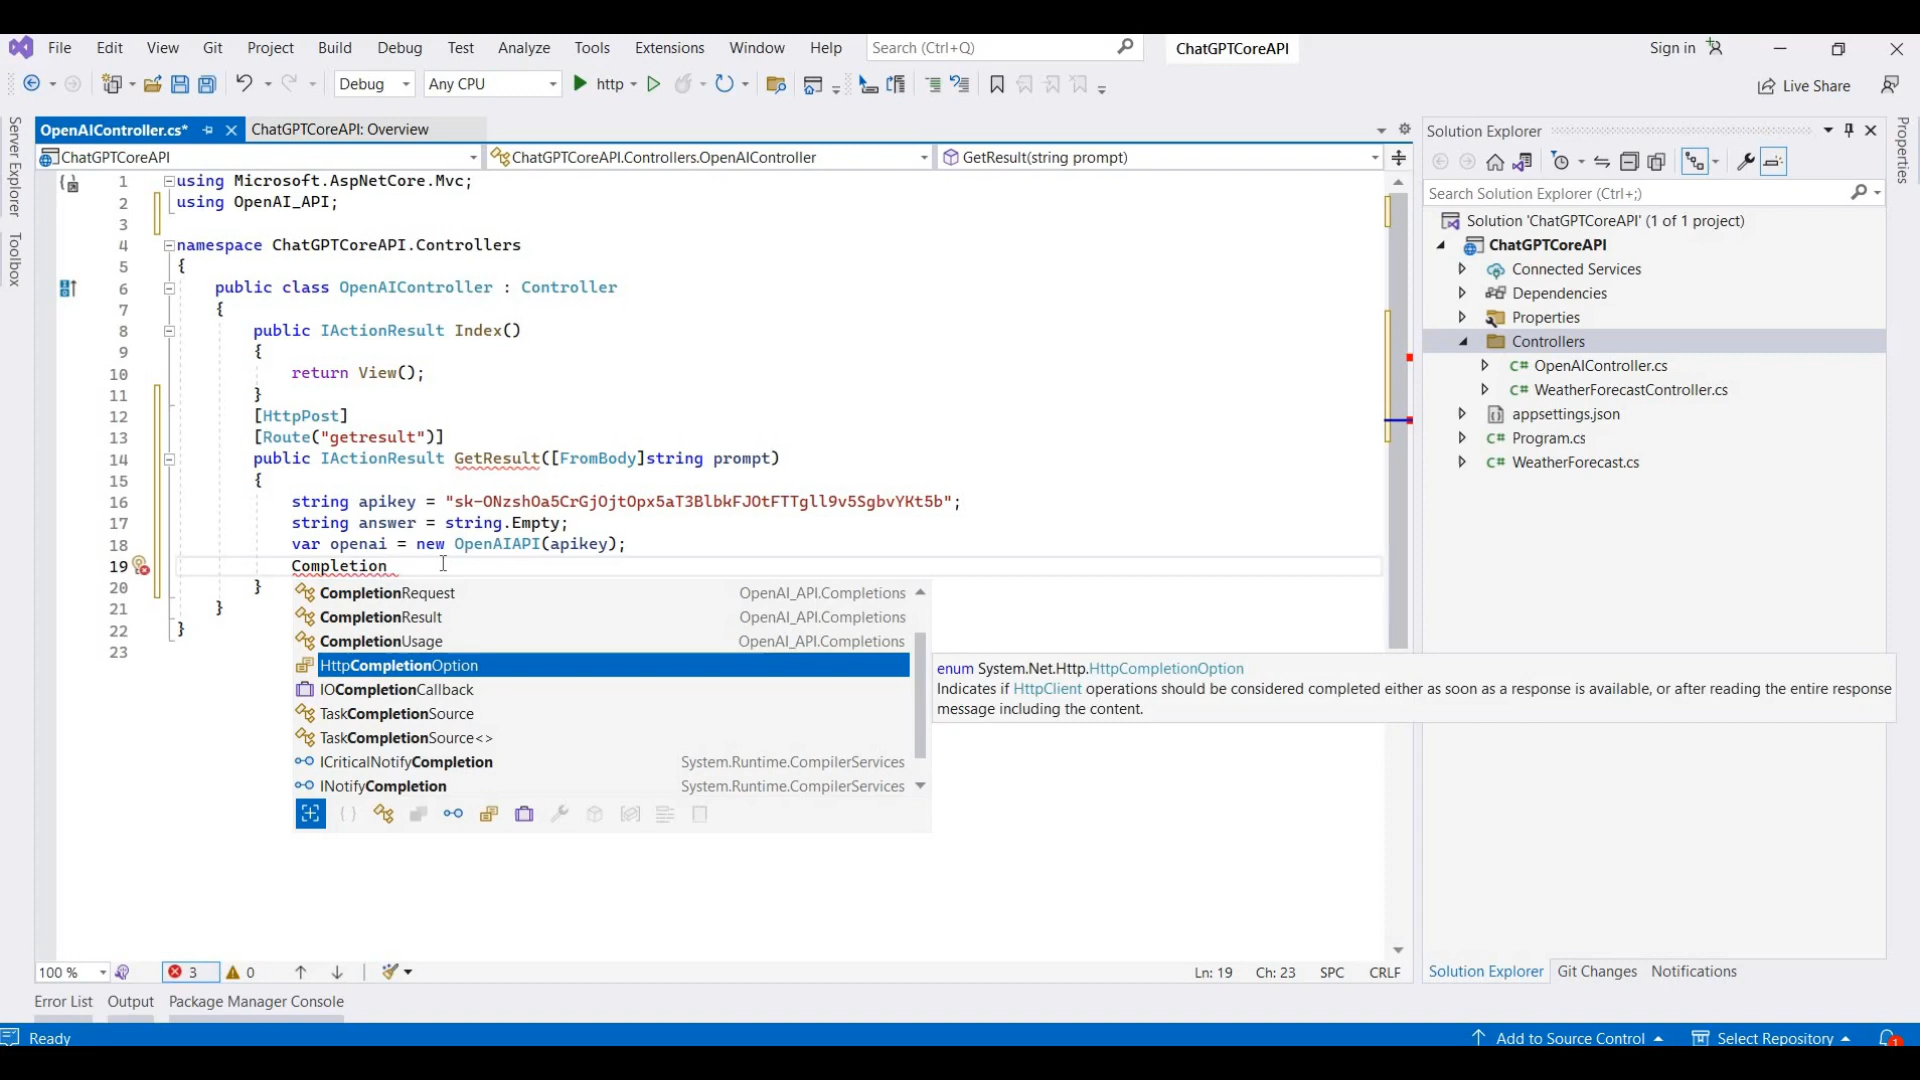 File Edit View Git Project Build Debug Test Analyze Tools Extensions Window Help Search (Ctrl+Q) ChatGPTCoreAPI Sign in
Debug Any CPU http Live Share
OpenAIController.cs* ChatGPTCoreAPI: Overview
ChatGPTCoreAPI ChatGPTCoreAPI.Controllers.OpenAIController GetResult(string prompt)
1 using Microsoft.AspNetCore.Mvc;
2 using OpenAI_API;
3
4 namespace ChatGPTCoreAPI.Controllers
5 {
6 public class OpenAIController : Controller
7 {
8 public IActionResult Index()
9 {
10 return View();
11 }
12 [HttpPost]
13 [Route("getresult")]
14 public IActionResult GetResult([FromBody]string prompt)
15 {
16 string apikey = "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";
17 string answer = string.Empty;
18 var openai = new OpenAIAPI(apikey);
19 Completion
20 }
21 }
22 }
23
CompletionRequest OpenAI_API.Completions
CompletionResult OpenAI_API.Completions
CompletionUsage OpenAI_API.Completions
HttpCompletionOption
IOCompletionCallback
TaskCompletionSource
TaskCompletionSource<>
ICriticalNotifyCompletion System.Runtime.CompilerServices
INotifyCompletion System.Runtime.CompilerServices
enum System.Net.Http.HttpCompletionOption
Indicates if HttpClient operations should be considered completed either as soon as a response is available, or after reading the entire response
message including the content.
Server Explorer
Toolbox
Solution Explorer
Search Solution Explorer (Ctrl+;)
Solution 'ChatGPTCoreAPI' (1 of 1 project)
ChatGPTCoreAPI
Connected Services
Dependencies
Properties
Controllers
C# OpenAIController.cs
C# WeatherForecastController.cs
appsettings.json
C# Program.cs
C# WeatherForecast.cs
Properties
100 % 3 0 Ln: 19 Ch: 23 SPC CRLF
Solution Explorer Git Changes Notifications
Error List Output Package Manager Console
Ready Add to Source Control Select Repository 1